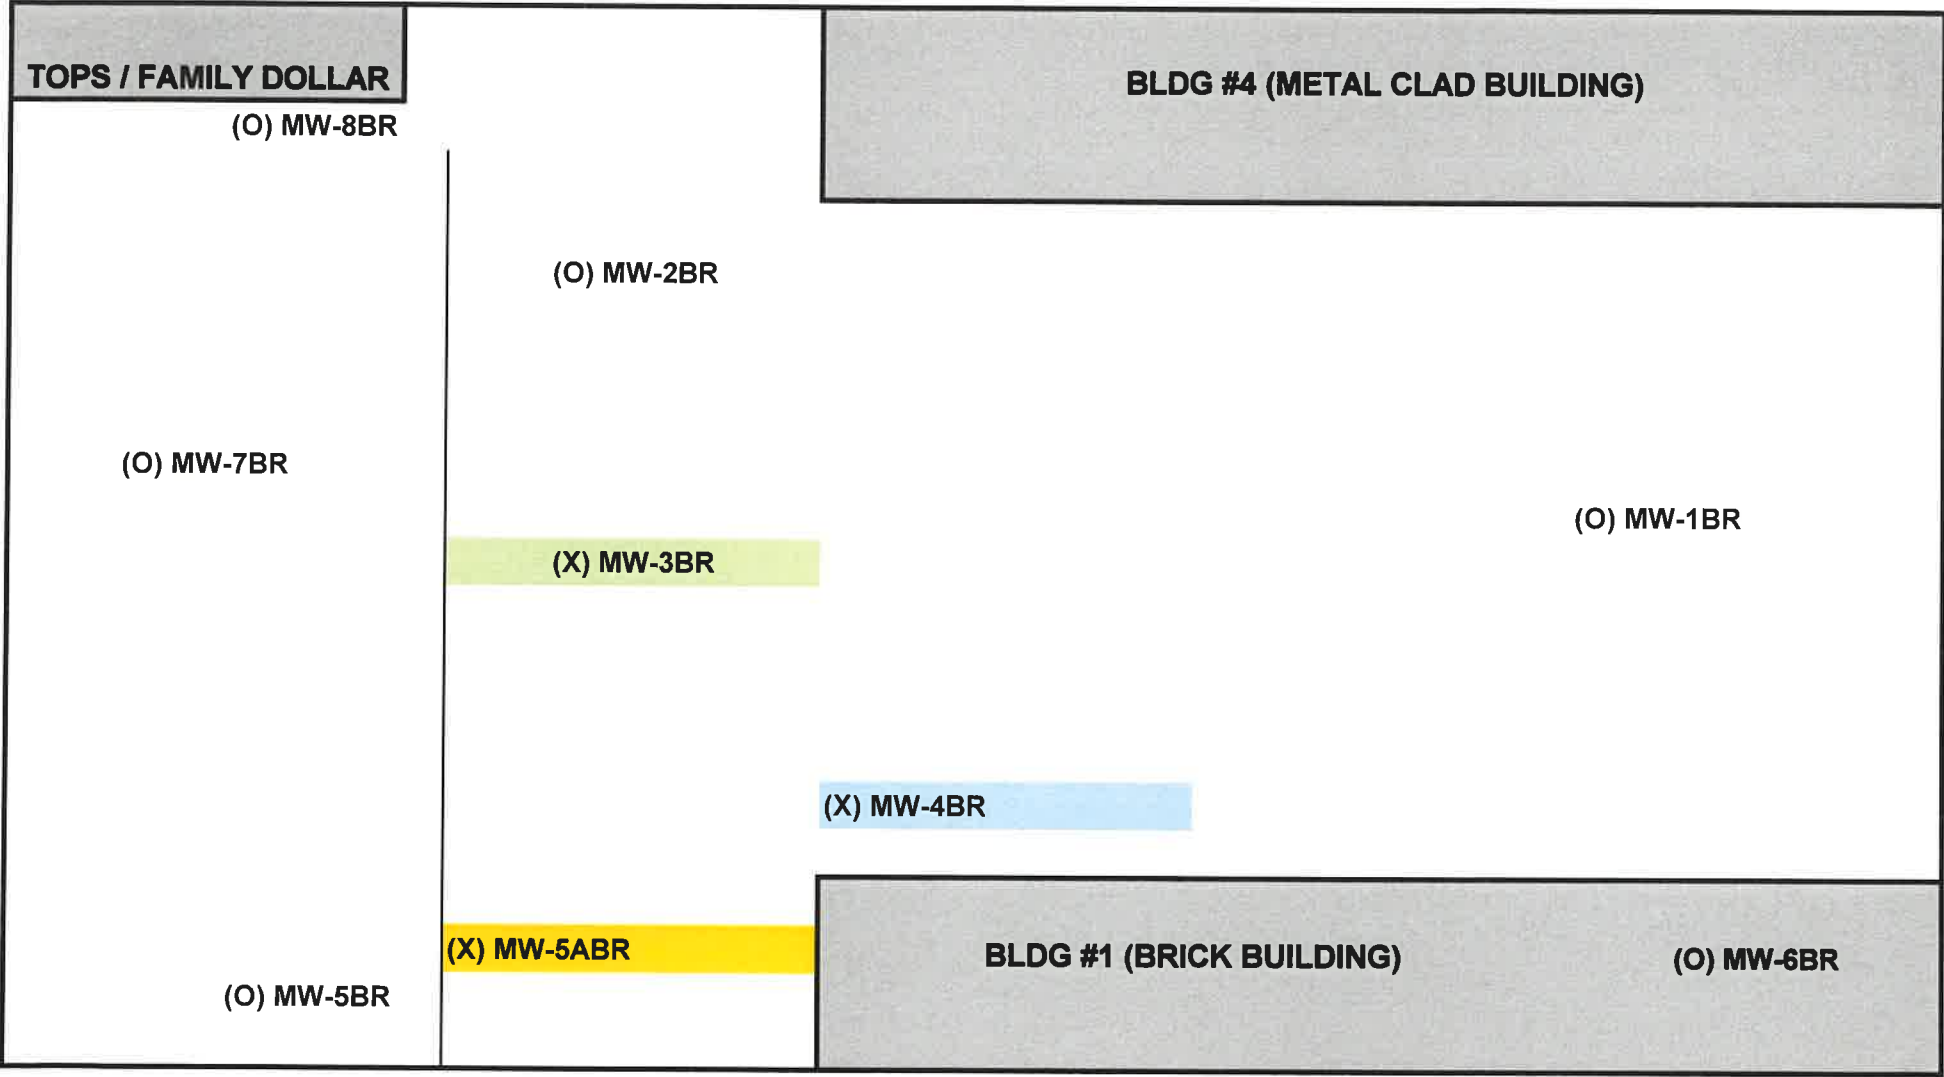 TOPS / FAMILY DOLLAR
BLDG #4 (METAL CLAD BUILDING)
(O) MW-8BR
(O) MW-2BR
(O) MW-7BR
(O) MW-1BR
(X) MW-3BR
(X) MW-4BR
(X) MW-5ABR
BLDG #1 (BRICK BUILDING)
(O) MW-6BR
(O) MW-5BR